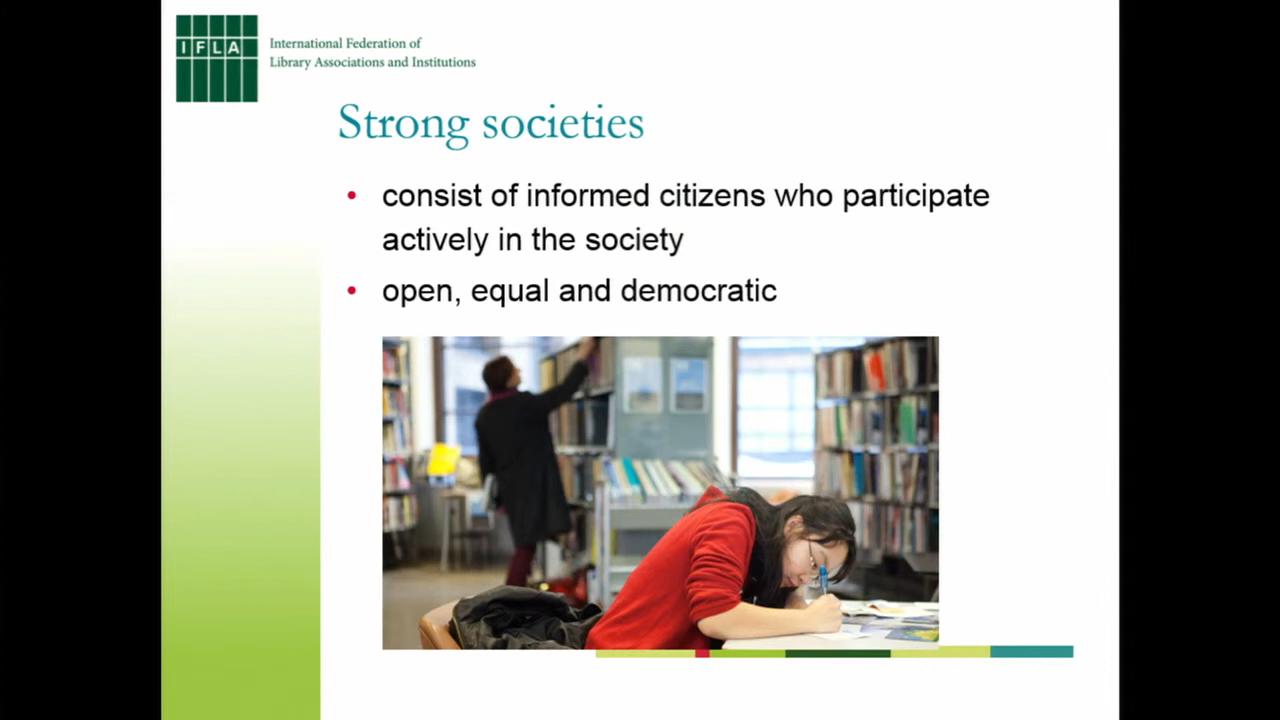 IFLA
International Federation of
Library Associations and Institutions
Strong societies
• consist of informed citizens who participate
actively in the society
• open, equal and democratic